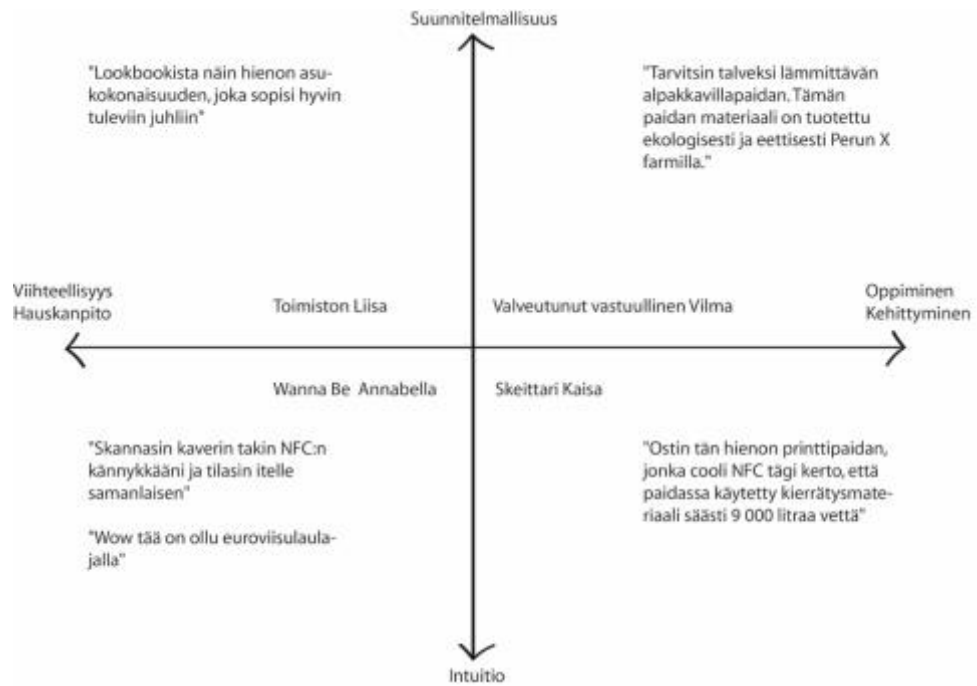 Suunnitelmallisuus
"Lookbookista näin hienon asu-
kokonaisuuden, joka sopisi hyvin
tuleviin juhliin"
"Tarvitsin talveksi lämmittävän
alpakkavillapaidan. Tämän
paidan materiaali on tuotettu
ekologisesti ja eettisesti Perun X
farmilla."
Viihteellisyys
Hauskanpito
Toimiston Liisa
Valveutunut vastuullinen Vilma
Oppiminen
Kehittyminen
Wanna Be Annabella
Skeittari Kaisa
"Skannasin kaverin takin NFC:n
kännykkääni ja tilasin itelle
samanlaisen"
"Wow tää on ollu euroviisulaula-
jalla"
"Ostin tän hienon printtipaidan,
jonka cooli NFC tägi kerto, että
paidassa käytetty kierrätysmate-
riaali säästi 9 000 litraa vettä"
Intuitio